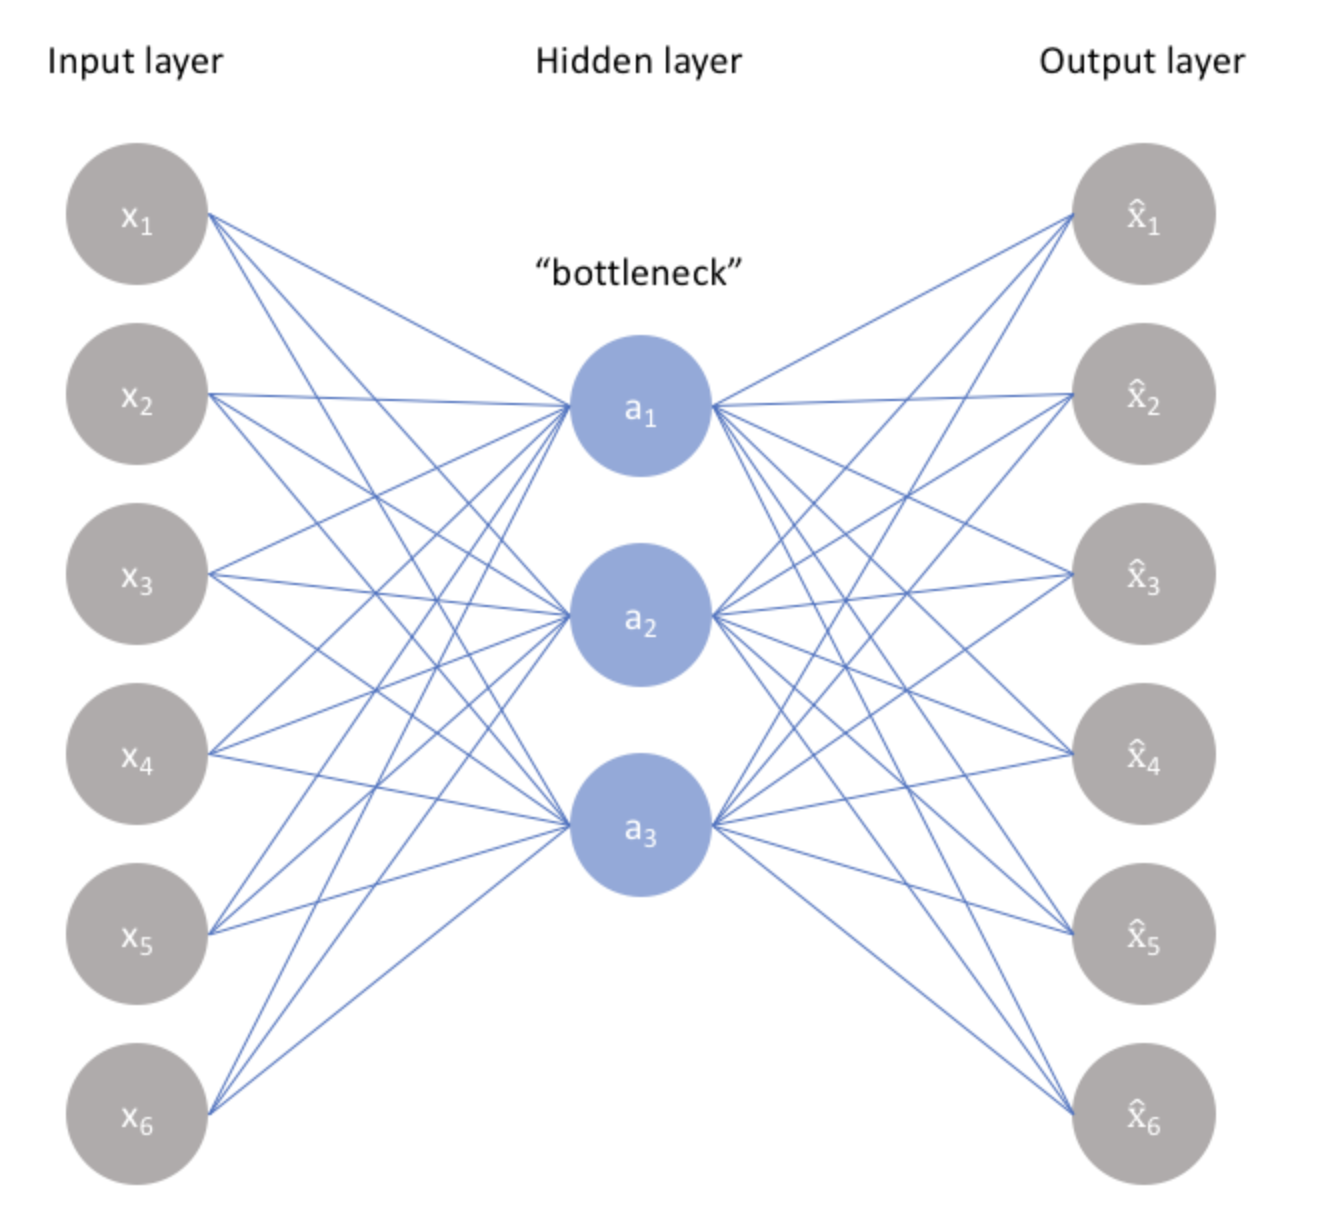 Input layer
Hidden layer
Output layer
“bottleneck”
x₁
x₂
x₃
x₄
x₅
x₆
a₁
a₂
a₃
x̂₁
x̂₂
x̂₃
x̂₄
x̂₅
x̂₆